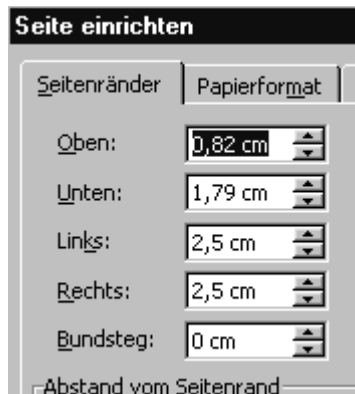 Seite einrichten
Seitenränder Papierformat
Oben: 0,82 cm
Unten: 1,79 cm
Links: 2,5 cm
Rechts: 2,5 cm
Bundsteg: 0 cm
Abstand vom Seitenrand